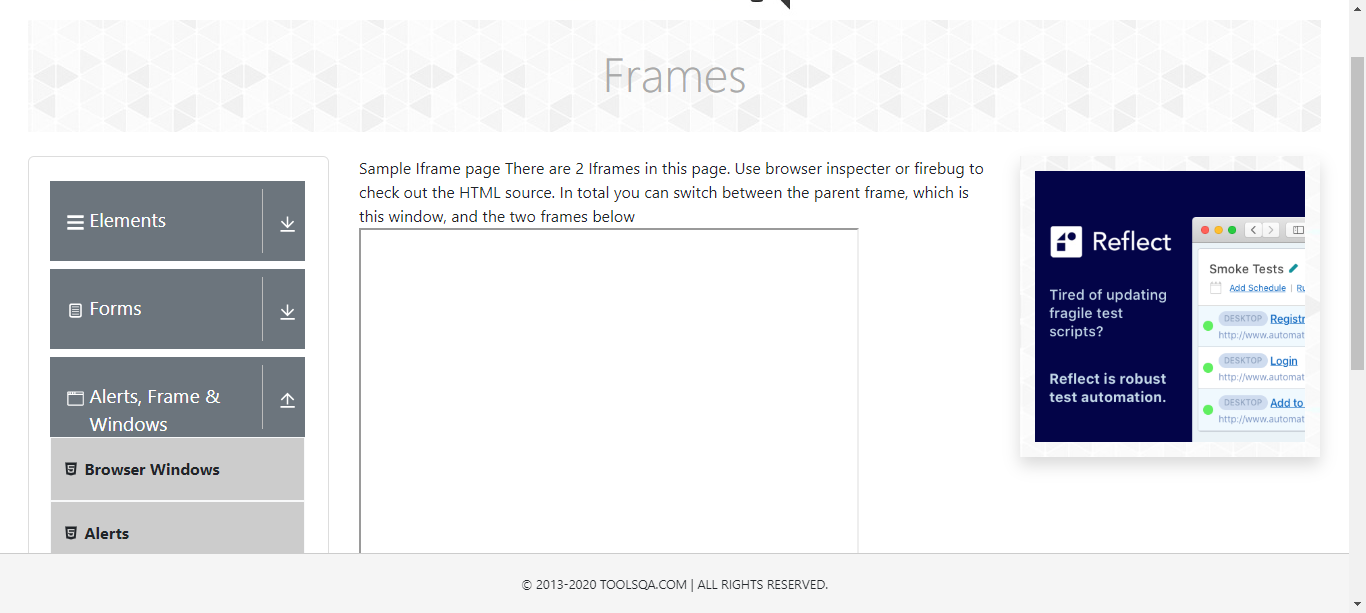 Frames
Elements
Forms
Alerts, Frame &
Windows
Browser Windows
Alerts
Sample Iframe page There are 2 Iframes in this page. Use browser inspecter or firebug to
check out the HTML source. In total you can switch between the parent frame, which is
this window, and the two frames below
Reflect
Tired of updating
fragile test
scripts?
Reflect is robust
test automation.
Smoke Tests
Add Schedule | Ru
DESKTOP Registr
http://www.automat
DESKTOP Login
http://www.automat
DESKTOP Add to
http://www.automat
© 2013-2020 TOOLSQA.COM | ALL RIGHTS RESERVED.